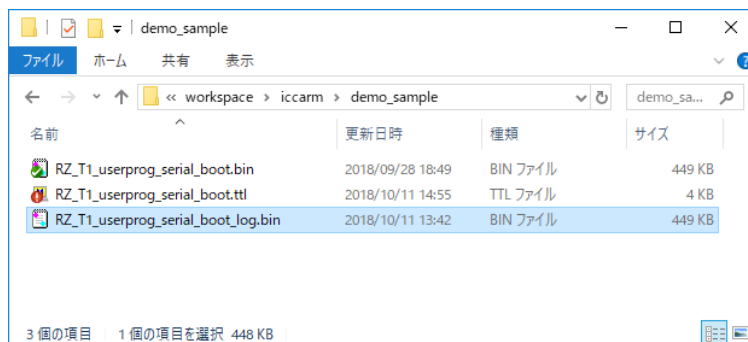 demo_sample
ファイル ホーム 共有 表示
« workspace › iccarm › demo_sample demo_sa...
名前 更新日時 種類 サイズ
RZ_T1_userprog_serial_boot.bin 2018/09/28 18:49 BIN ファイル 449 KB
RZ_T1_userprog_serial_boot.ttl 2018/10/11 14:55 TTL ファイル 4 KB
RZ_T1_userprog_serial_boot_log.bin 2018/10/11 13:42 BIN ファイル 449 KB
3 個の項目 1 個の項目を選択 448 KB